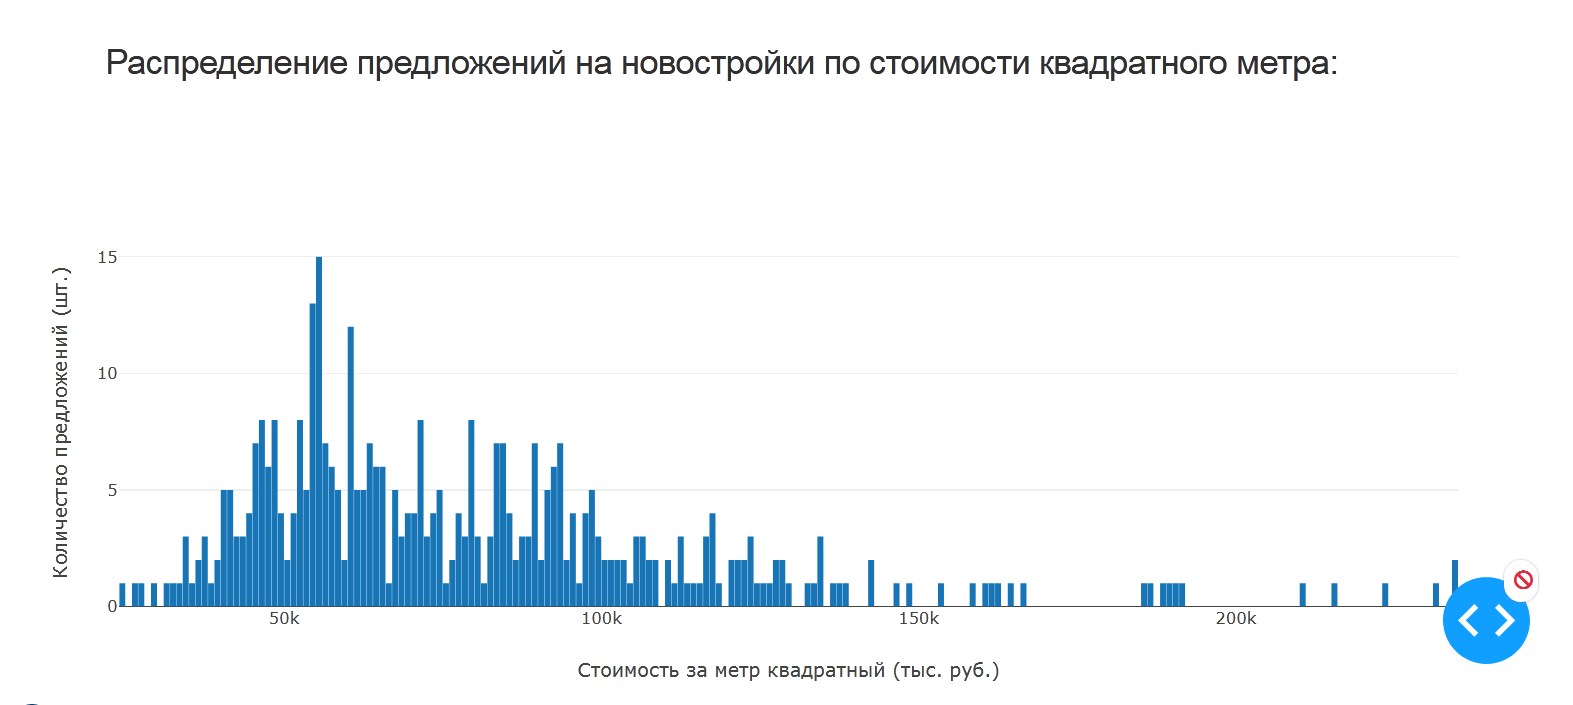 Распределение предложений на новостройки по стоимости квадратного метра:
Количество предложений (шт.)
15
10
5
0
50k 100k 150k 200k
Стоимость за метр квадратный (тыс. руб.)